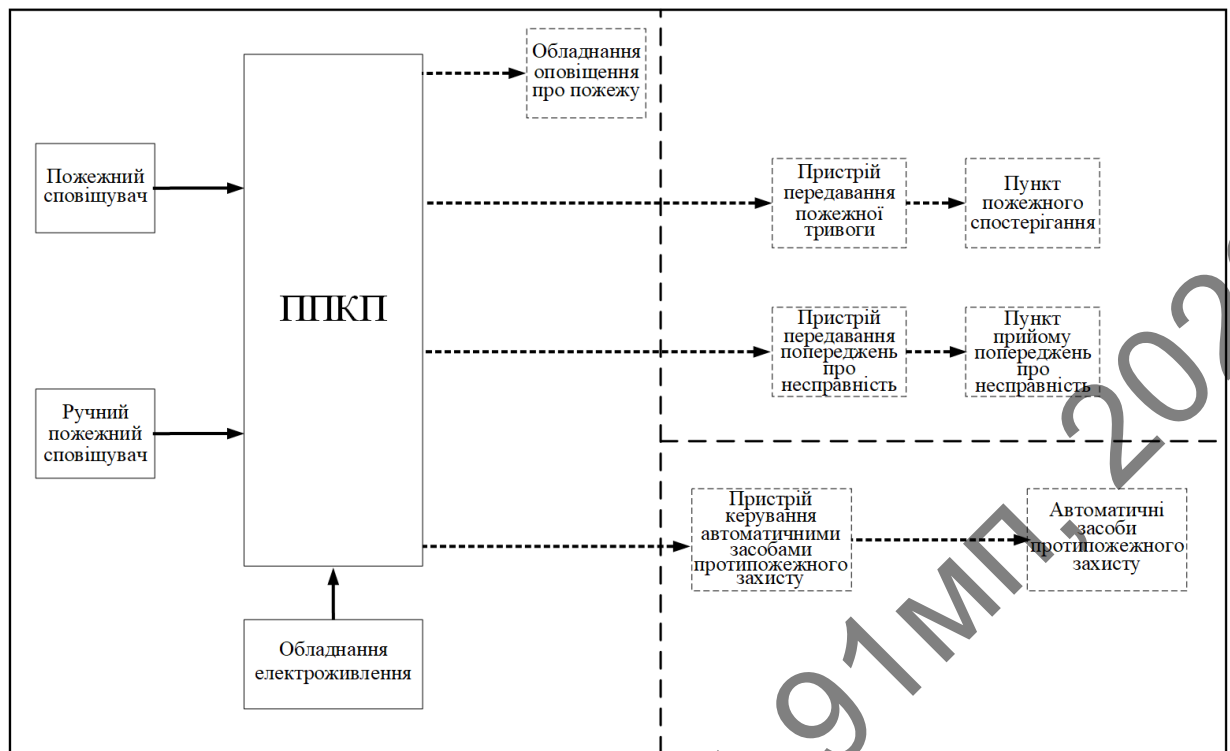 Обладнання
оповіщення
про пожежу
Пожежний
сповіщувач
Пристрій
передавання
пожежної
тривоги
Пункт
пожежного
спостерігання
ППКП
Пристрій
передавання
попереджень
про
несправність
Пункт
прийому
попереджень
про
несправність
Ручний
пожежний
сповіщувач
Пристрій
керування
автоматичними
засобами
протипожежного
захисту
Автоматичні
засоби
протипожежного
захисту
Обладнання
електроживлення
91мп, 202